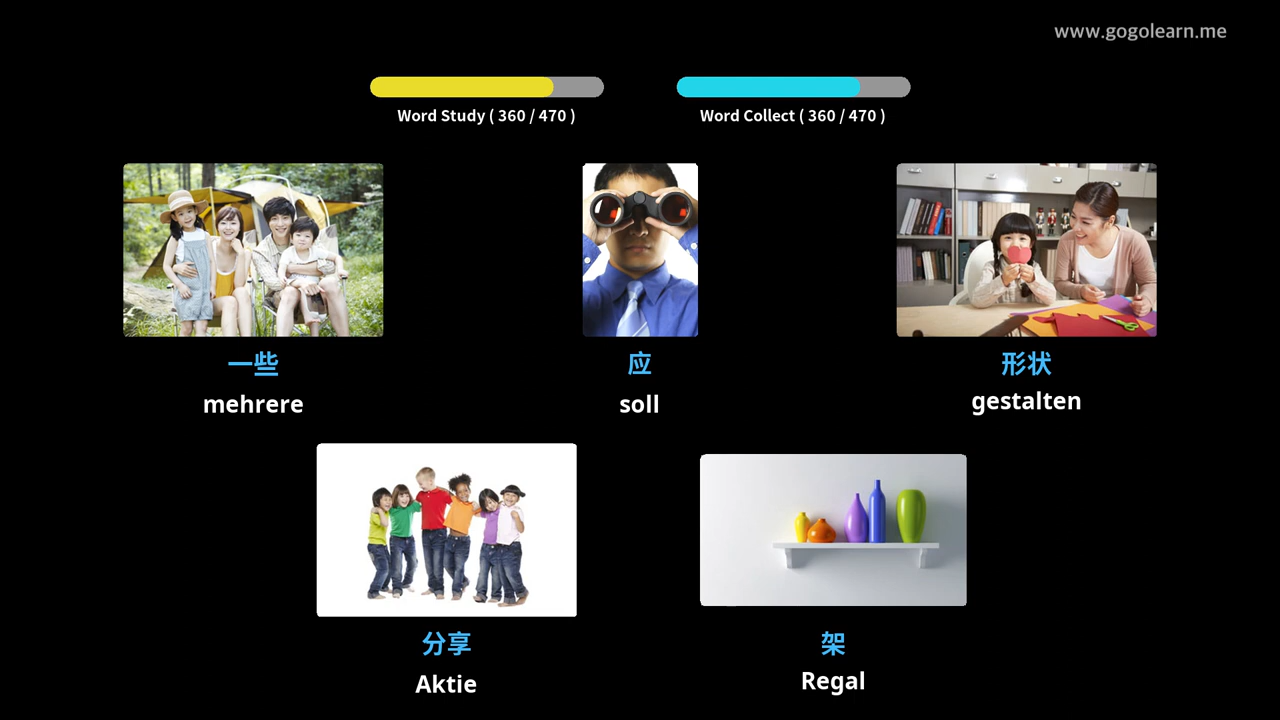 www.gogolearn.me
Word Study ( 360 / 470 )
Word Collect ( 360 / 470 )
一些
mehrere
应
soll
形状
gestalten
分享
Aktie
架
Regal